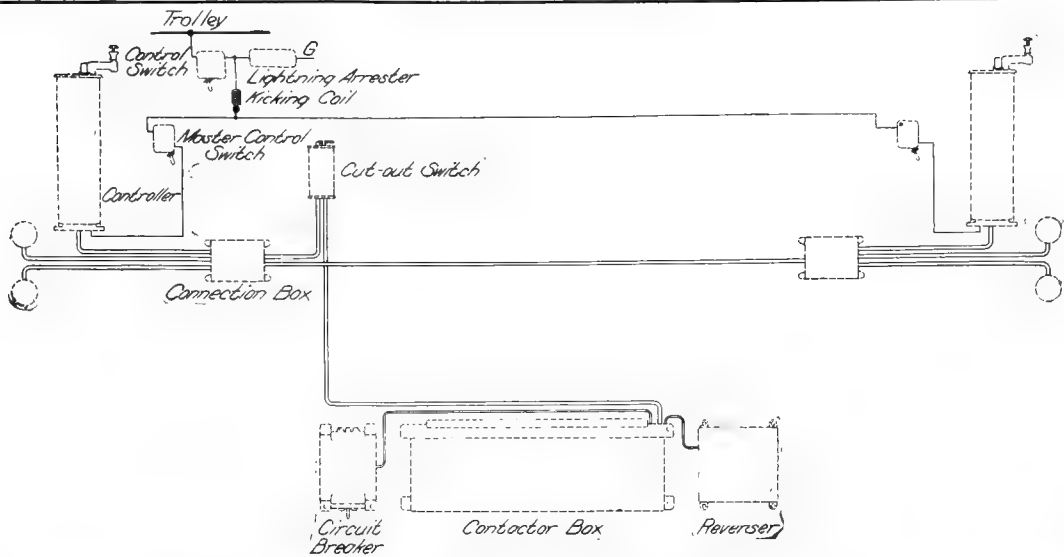 Trolley
Control
Switch
G
Lightning Arrester
Kicking Coil
Master Control
Switch
Cut-out Switch
Controller
Connection Box
Circuit
Breaker
Contactor Box
Reverser